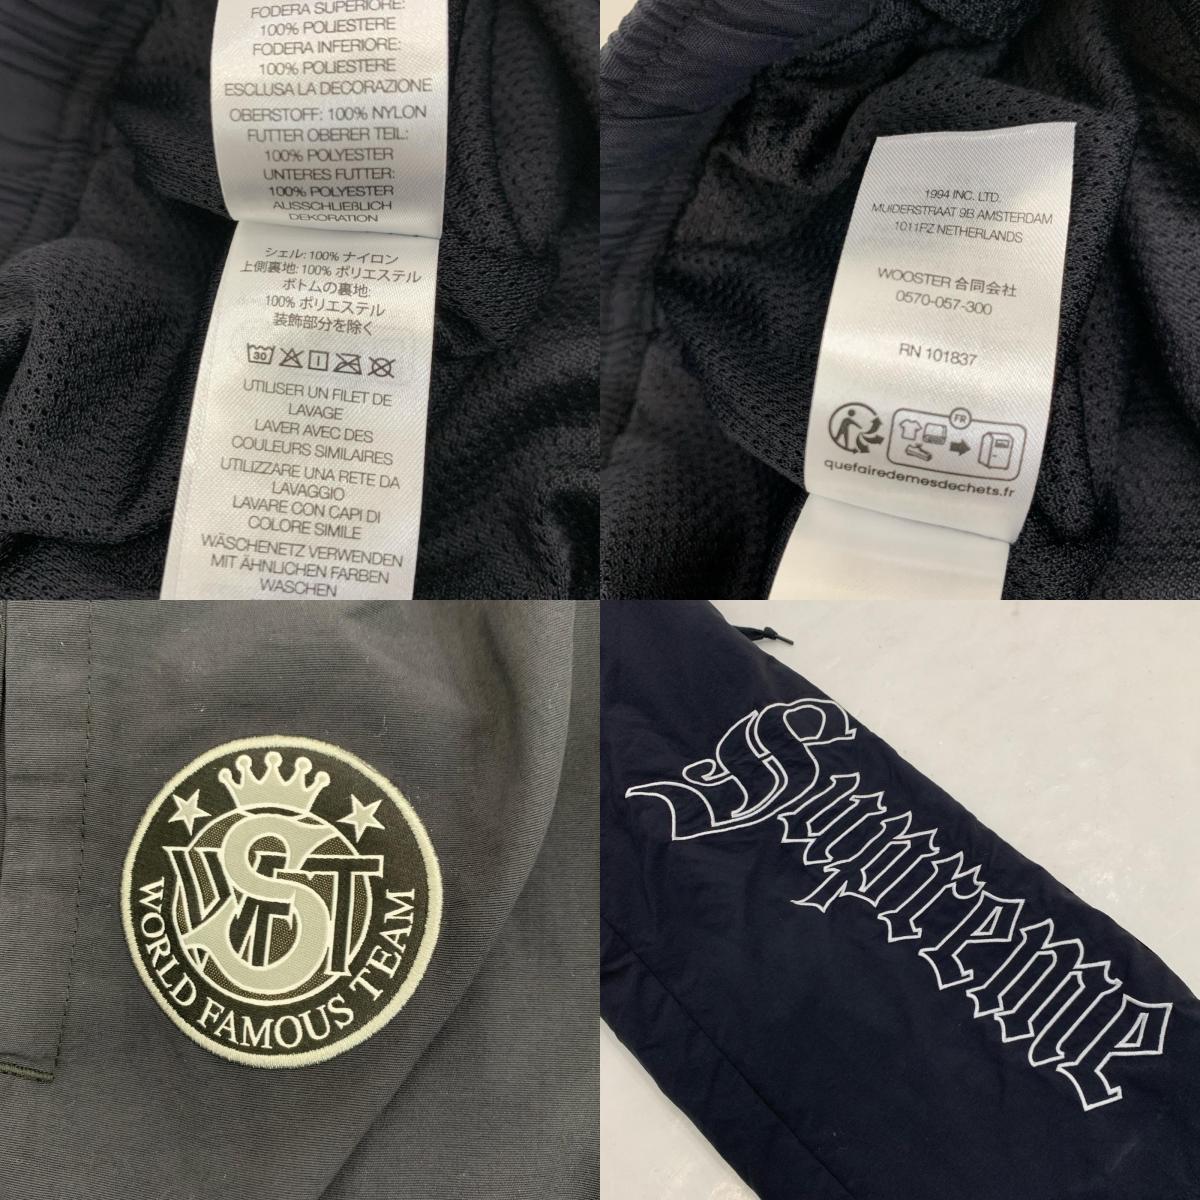 FODERA SUPERIORE:
100% POLIESTERE
FODERA INFERIORE:
100% POLIESTERE
ESCLUSA LA DECORAZIONE
OBERSTOFF: 100% NYLON
FUTTER OBERER TEIL:
100% POLYESTER
UNTERES FUTTER:
100% POLYESTER
AUSSCHLIEẞLICH
DEKORATION
シェル: 100% ナイロン
上側裏地: 100% ポリエステル
ボトムの裏地:
100% ポリエステル
装飾部分を除く
30
UTILISER UN FILET DE
LAVAGE
LAVER AVEC DES
COULEURS SIMILAIRES
UTILIZZARE UNA RETE DA
LAVAGGIO
LAVARE CON CAPI DI
COLORE SIMILE
WÄSCHENETZ VERWENDEN
MIT ÄHNLICHEN FARBEN
WASCHEN
1994 INC. LTD.
MUIDERSTRAAT 9B AMSTERDAM
1011PZ NETHERLANDS
WOOSTER 合同会社
0570-057-300
RN 101837
FR
quefairedemesdechets.fr
WORLD FAMOUS TEAM
Supreme